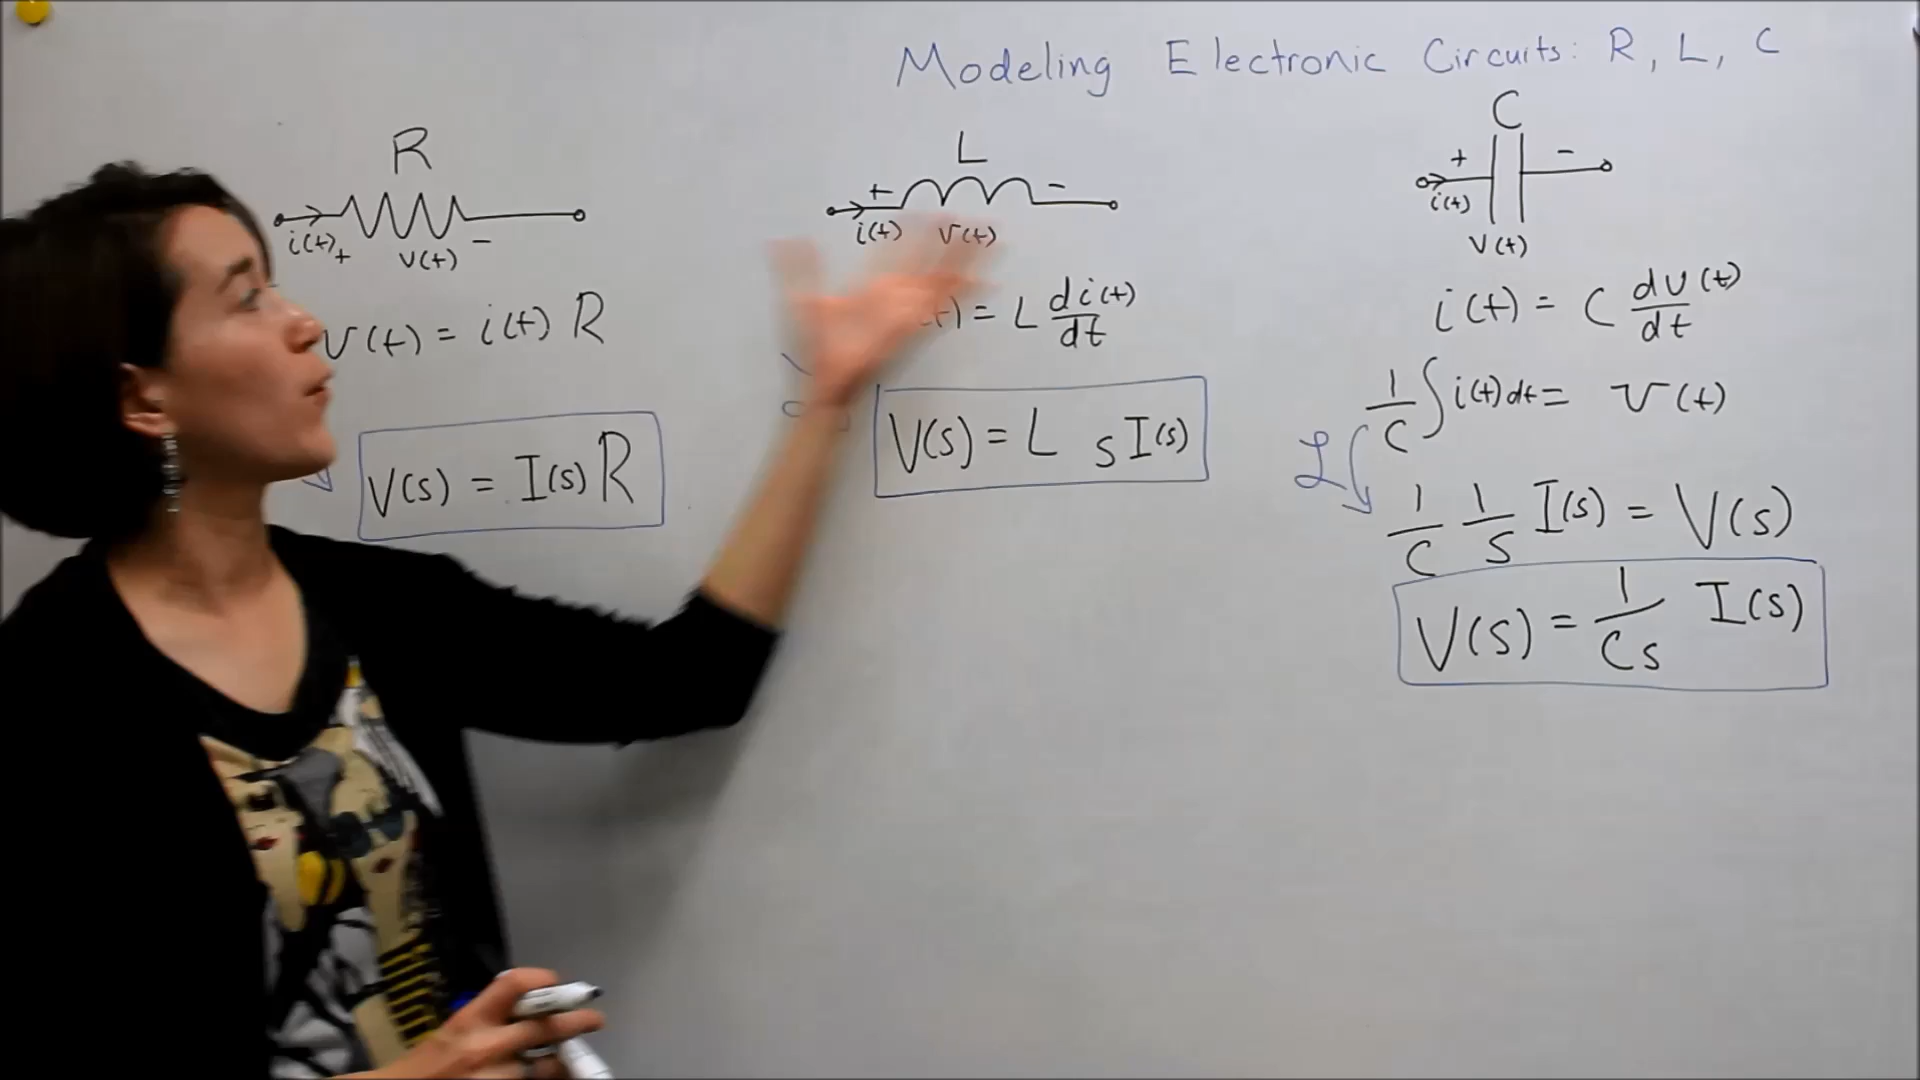 Modeling Electronic Circuits: R, L, C
R
i(t) + v(t) -
v(t) = i(t) R
V(s) = I(s) R
L
+ -
i(t) v(t)
(t) = L di(t)/dt
V(s) = L s I(s)
C
+ -
i(t)
v(t)
i(t) = C dv(t)/dt
1/C ∫ i(t) dt = v(t)
ℒ
1/C 1/s I(s) = V(s)
V(s) = 1/Cs I(s)